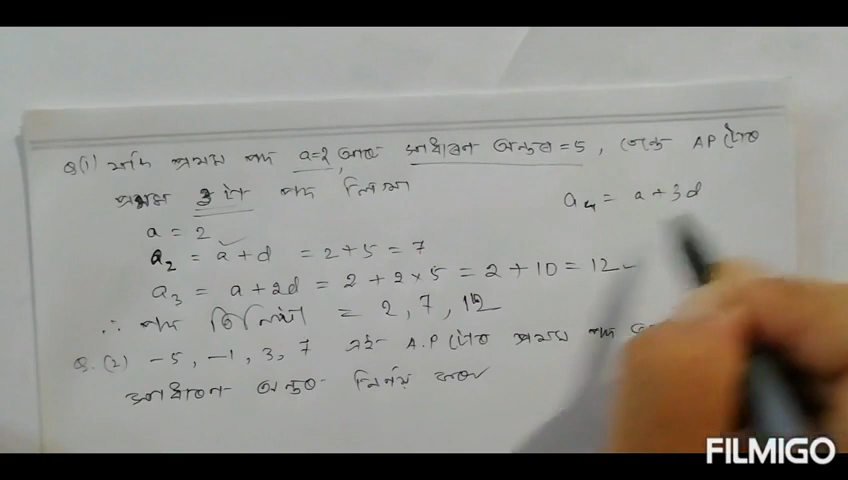 Q(1) যদি প্ৰথম পদ a=2, আৰু সাধাৰণ অন্তৰ = 5, তেন্তে AP টোৰ
প্ৰথম 3 টা পদ লিখা
a₄ = a + 3d
a = 2
a₂ = a + d = 2 + 5 = 7
a₃ = a + 2d = 2 + 2 × 5 = 2 + 10 = 12
∴ পদ তিনিটা = 2, 7, 12
Q. (2) -5, -1, 3, 7 এই A.P টোৰ প্ৰথম পদ
সাধাৰণ অন্তৰ নিৰ্ণয় কৰা
FILMIGO